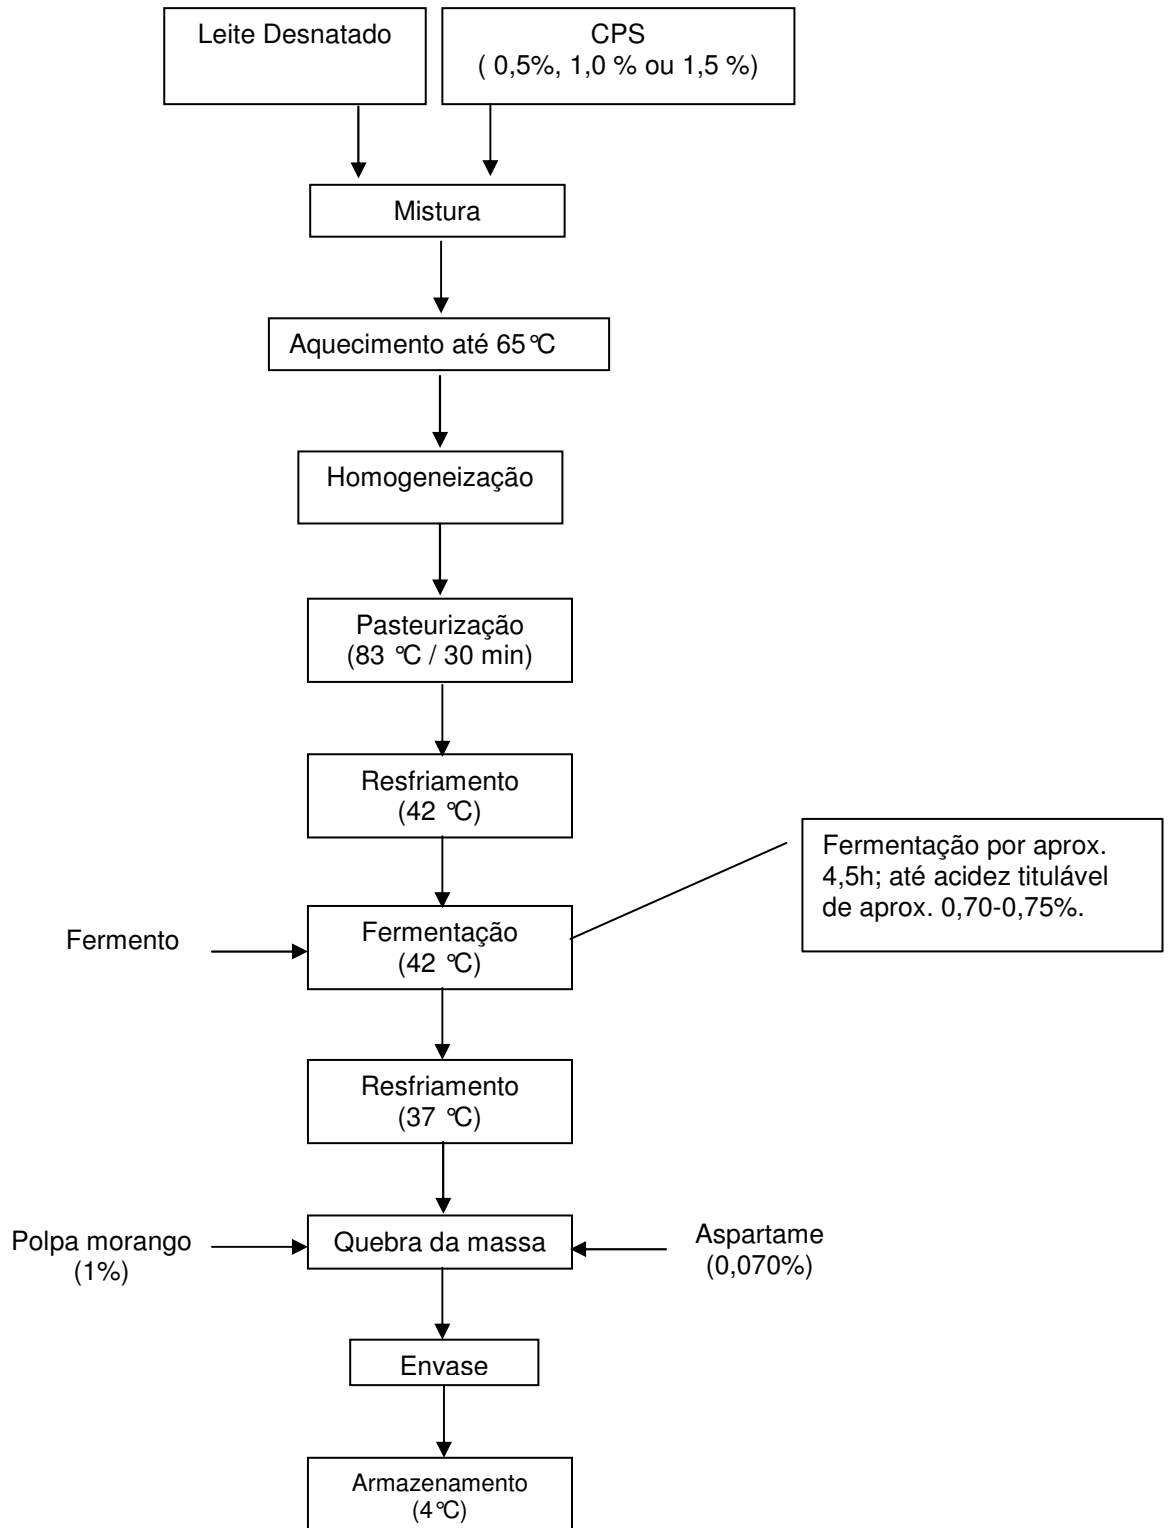 Leite Desnatado
CPS
( 0,5%, 1,0 % ou 1,5 %)
Mistura
Aquecimento até 65°C
Homogeneização
Pasteurização
(83 °C / 30 min)
Resfriamento
(42 °C)
Fermentação por aprox.
4,5h; até acidez titulável
de aprox. 0,70-0,75%.
Fermento
Fermentação
(42 °C)
Resfriamento
(37 °C)
Polpa morango
(1%)
Quebra da massa
Aspartame
(0,070%)
Envase
Armazenamento
(4°C)